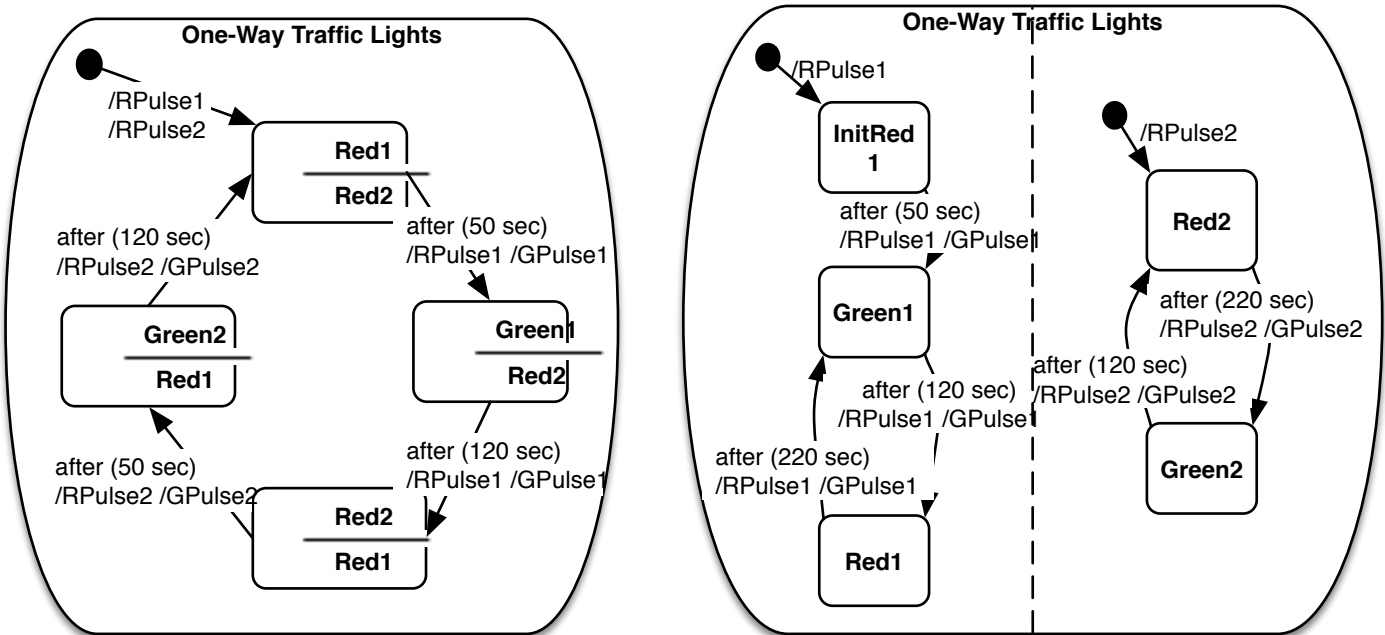 One-Way Traffic Lights
/RPulse1
/RPulse2
Red1
Red2
after (50 sec)
/RPulse1 /GPulse1
after (120 sec)
/RPulse2 /GPulse2
Green1
Red2
Green2
Red1
after (120 sec)
/RPulse1 /GPulse1
after (50 sec)
/RPulse2 /GPulse2
Red2
Red1
One-Way Traffic Lights
/RPulse1
InitRed
1
after (50 sec)
/RPulse1 /GPulse1
Green1
after (120 sec)
/RPulse1 /GPulse1
after (220 sec)
/RPulse1 /GPulse1
Red1
/RPulse2
Red2
after (220 sec)
/RPulse2 /GPulse2
after (120 sec)
/RPulse2 /GPulse2
Green2